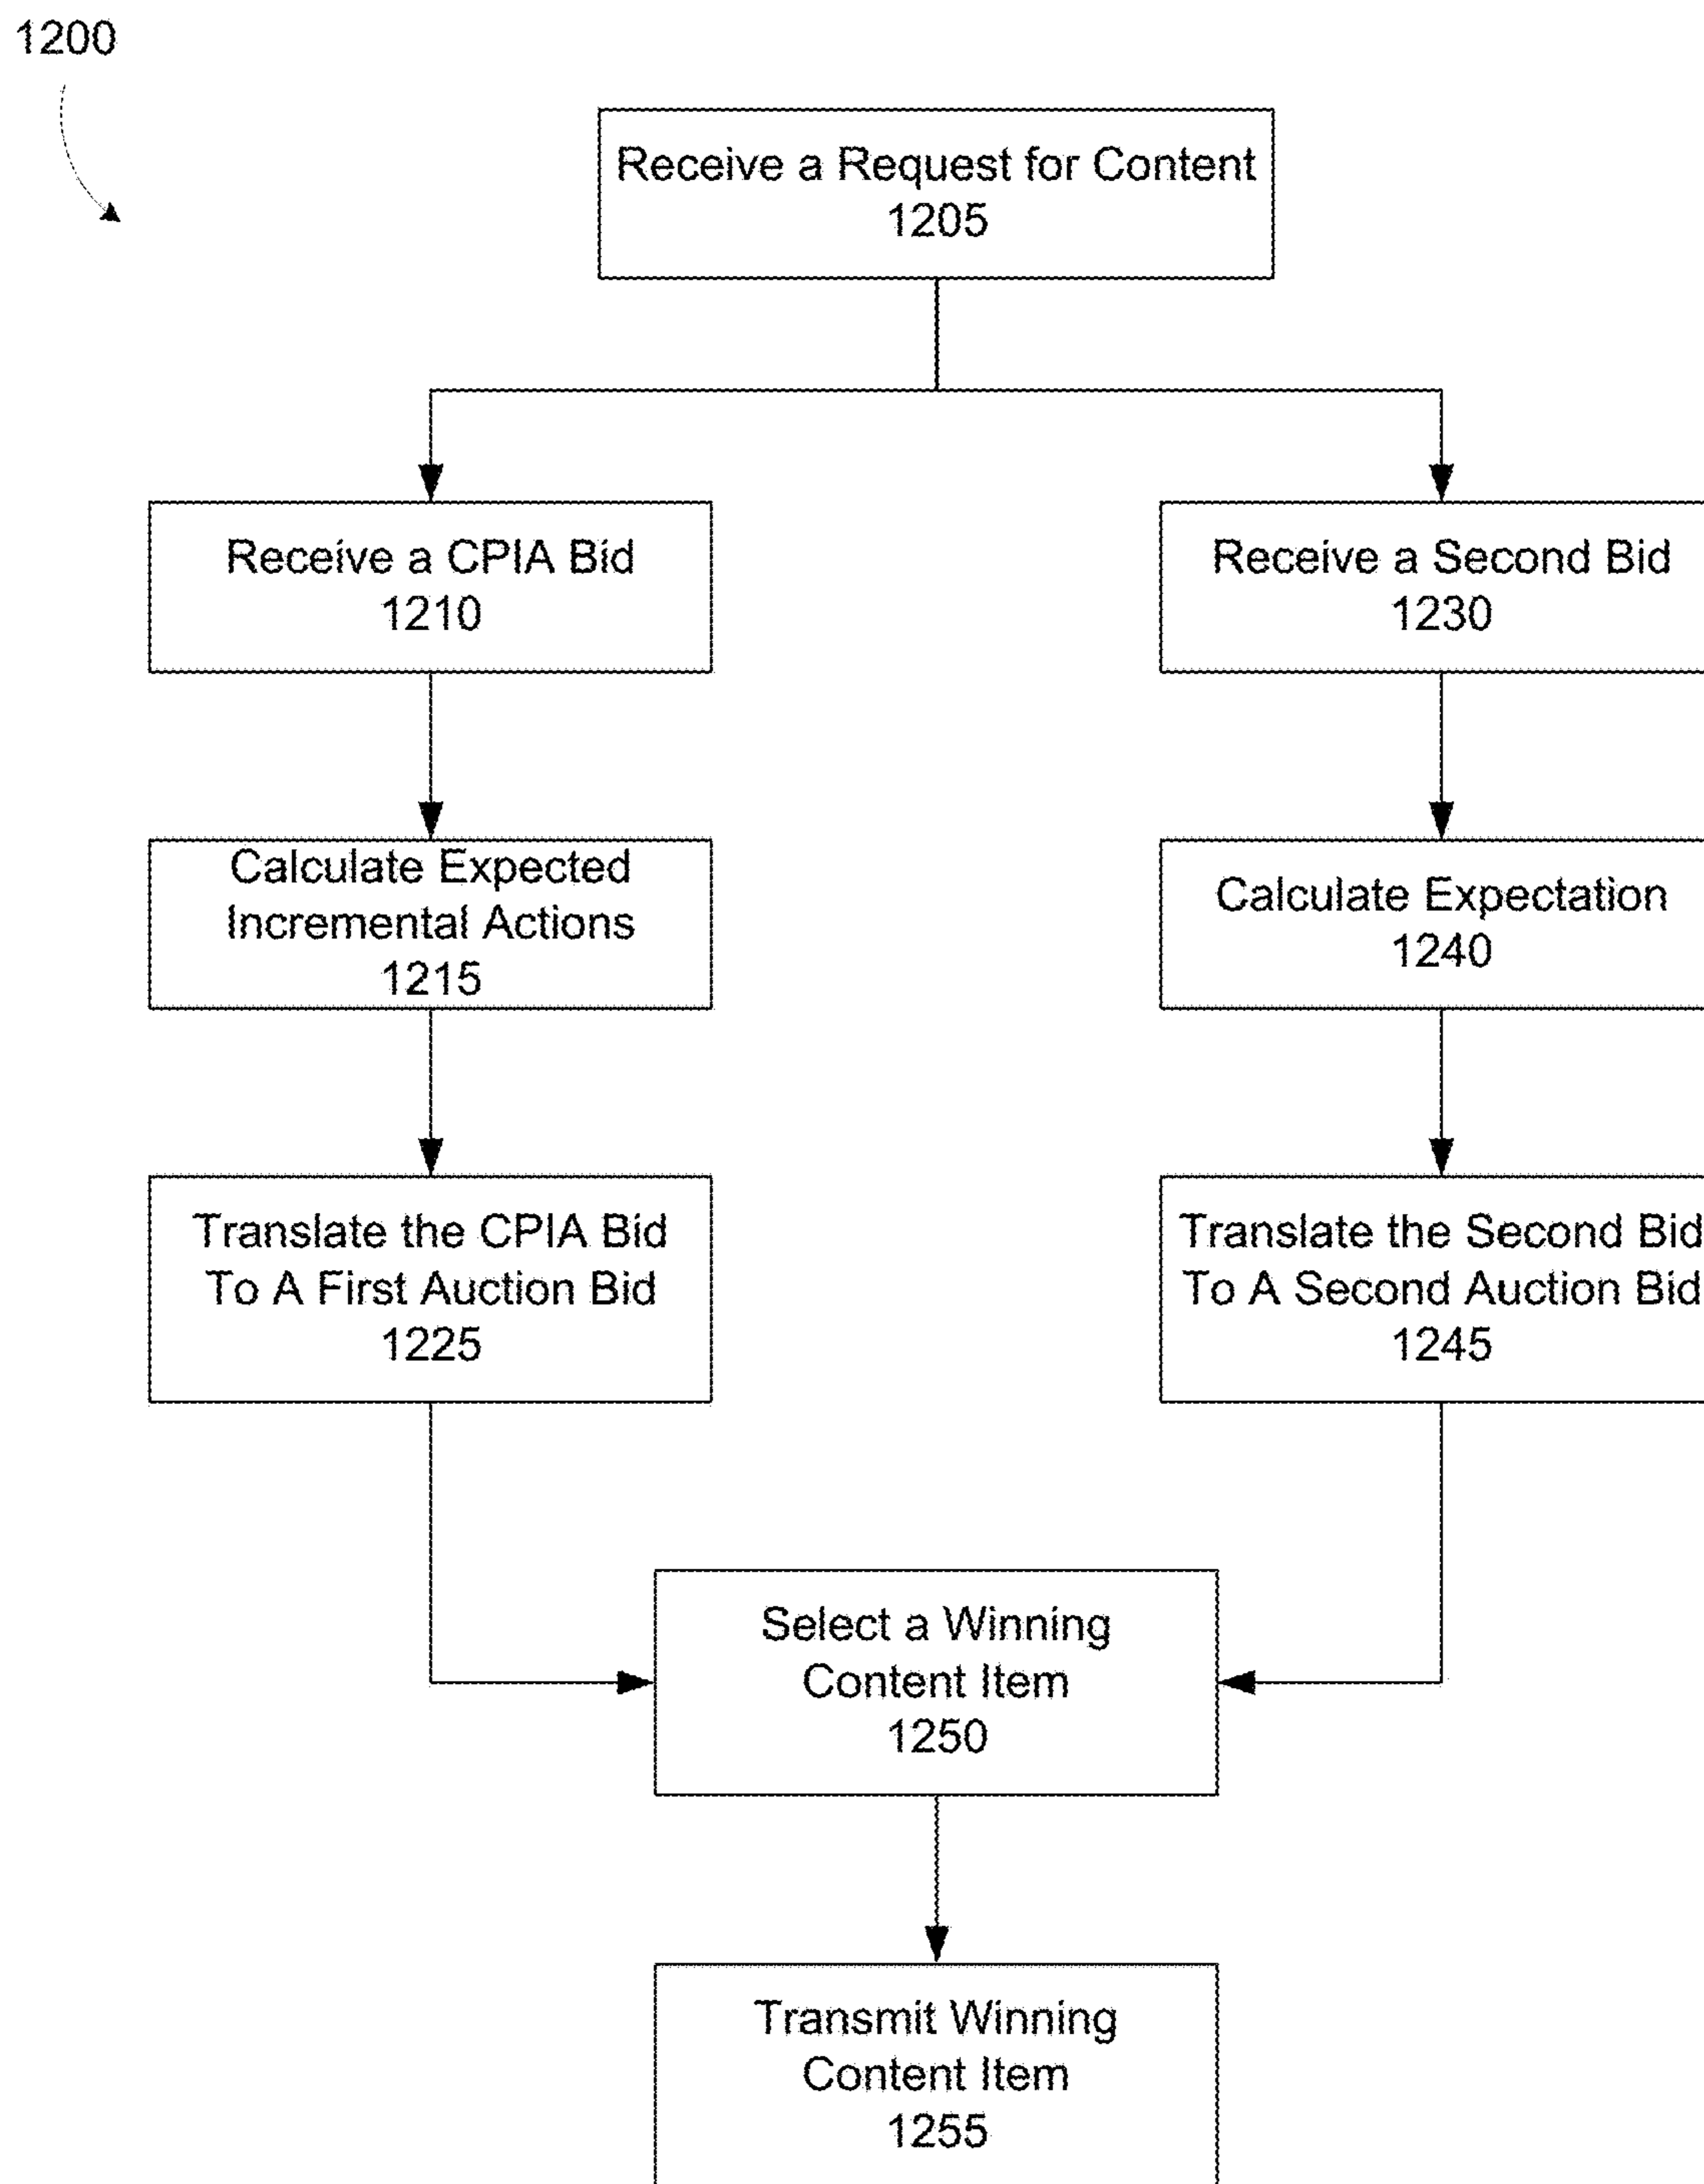 1200
Receive a Request for Content
1205
Receive a CPIA Bid
1210
Receive a Second Bid
1230
Calculate Expected
Incremental Actions
1215
Calculate Expectation
1240
Translate the CPIA Bid
To A First Auction Bid
1225
Translate the Second Bid
To A Second Auction Bid
1245
Select a Winning
Content Item
1250
Transmit Winning
Content Item
1255